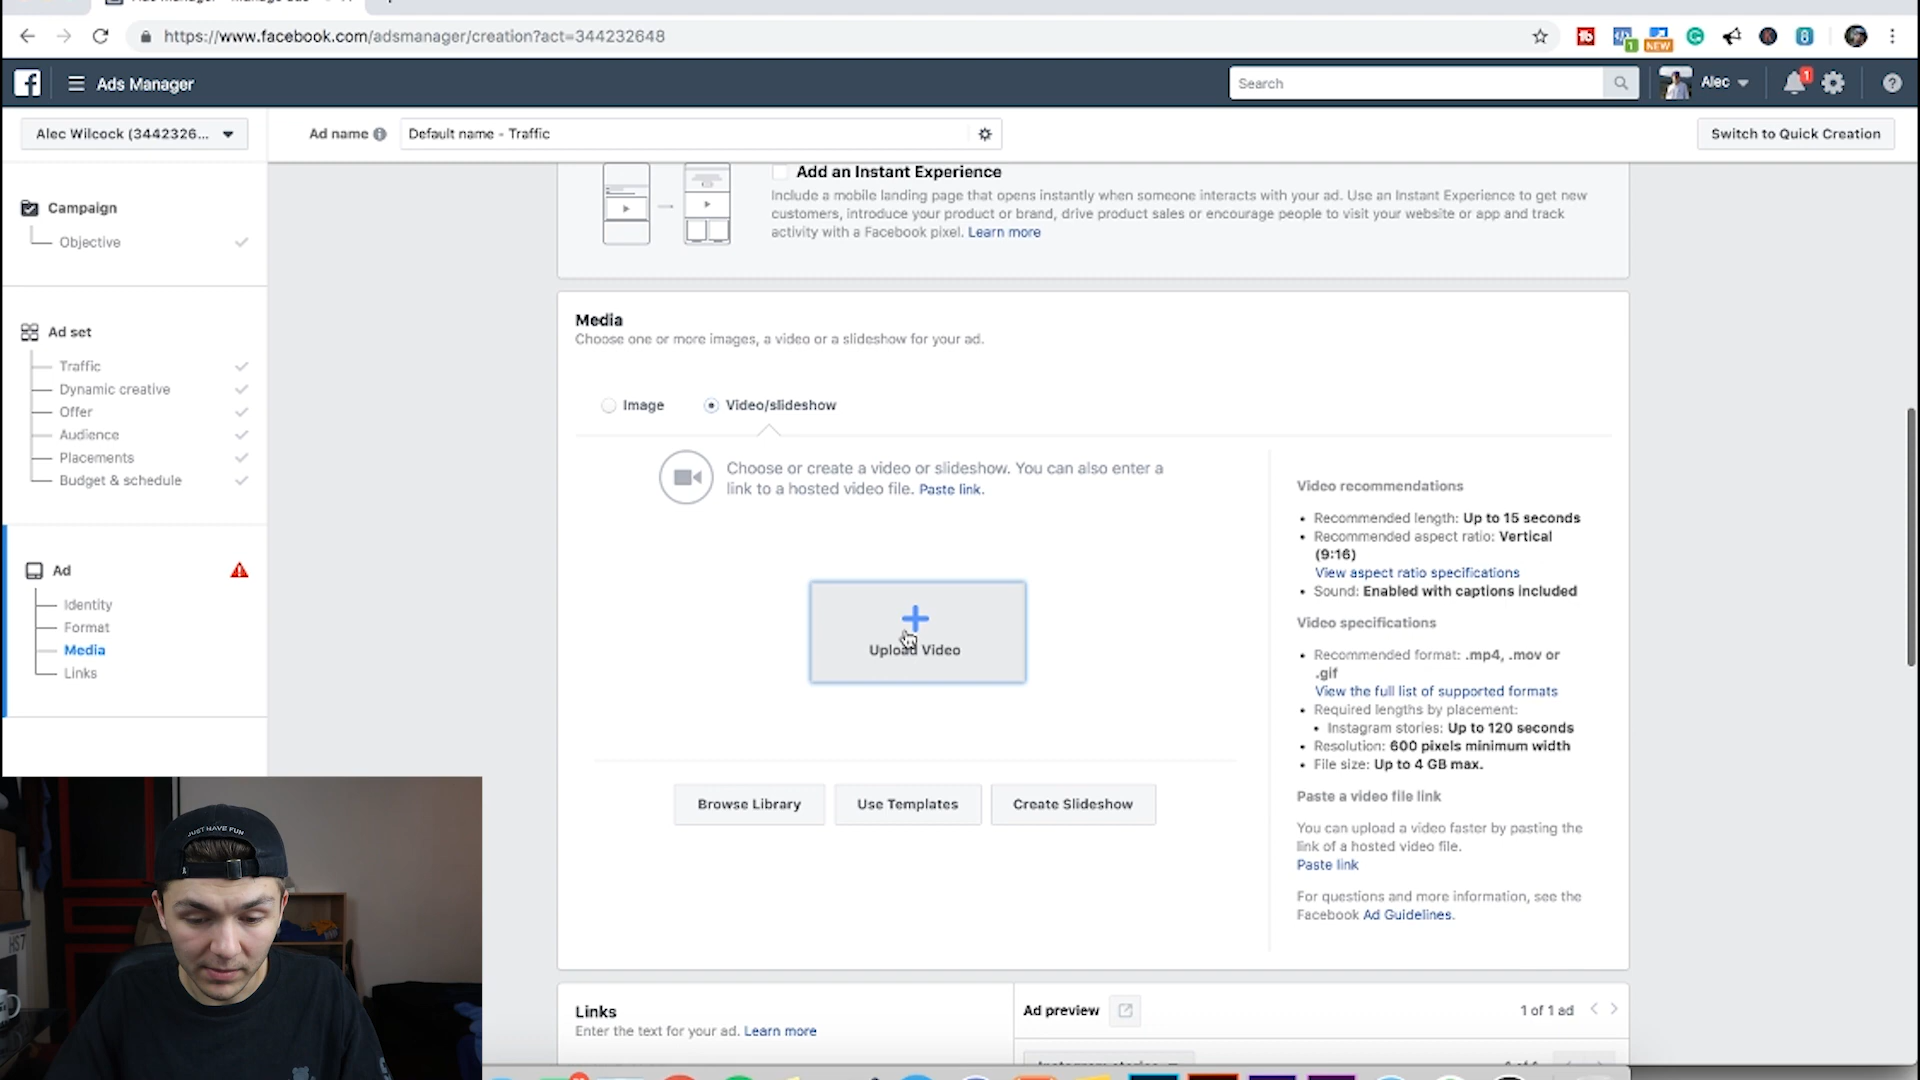 https://www.facebook.com/adsmanager/creation?act=344232648
1
NEW
Ads Manager
Search
Alec
1
Alec Wilcock (3442326...
Ad name
Default name - Traffic
Switch to Quick Creation
Campaign
Objective
Ad set
Traffic
Dynamic creative
Offer
Audience
Placements
Budget & schedule
Ad
Identity
Format
Media
Links
Add an Instant Experience
Include a mobile landing page that opens instantly when someone interacts with your ad. Use an Instant Experience to get new
customers, introduce your product or brand, drive product sales or encourage people to visit your website or app and track
activity with a Facebook pixel. Learn more
Media
Choose one or more images, a video or a slideshow for your ad.
Image
Video/slideshow
Choose or create a video or slideshow. You can also enter a
link to a hosted video file. Paste link.
Upload Video
Browse Library
Use Templates
Create Slideshow
Video recommendations
Recommended length: Up to 15 seconds
Recommended aspect ratio: Vertical
(9:16)
View aspect ratio specifications
Sound: Enabled with captions included
Video specifications
Recommended format: .mp4, .mov or
.gif
View the full list of supported formats
Required lengths by placement:
Instagram stories: Up to 120 seconds
Resolution: 600 pixels minimum width
File size: Up to 4 GB max.
Paste a video file link
You can upload a video faster by pasting the
link of a hosted video file.
Paste link
For questions and more information, see the
Facebook Ad Guidelines.
Links
Enter the text for your ad. Learn more
Ad preview
1 of 1 ad
JUST HAVE FUN
HS7